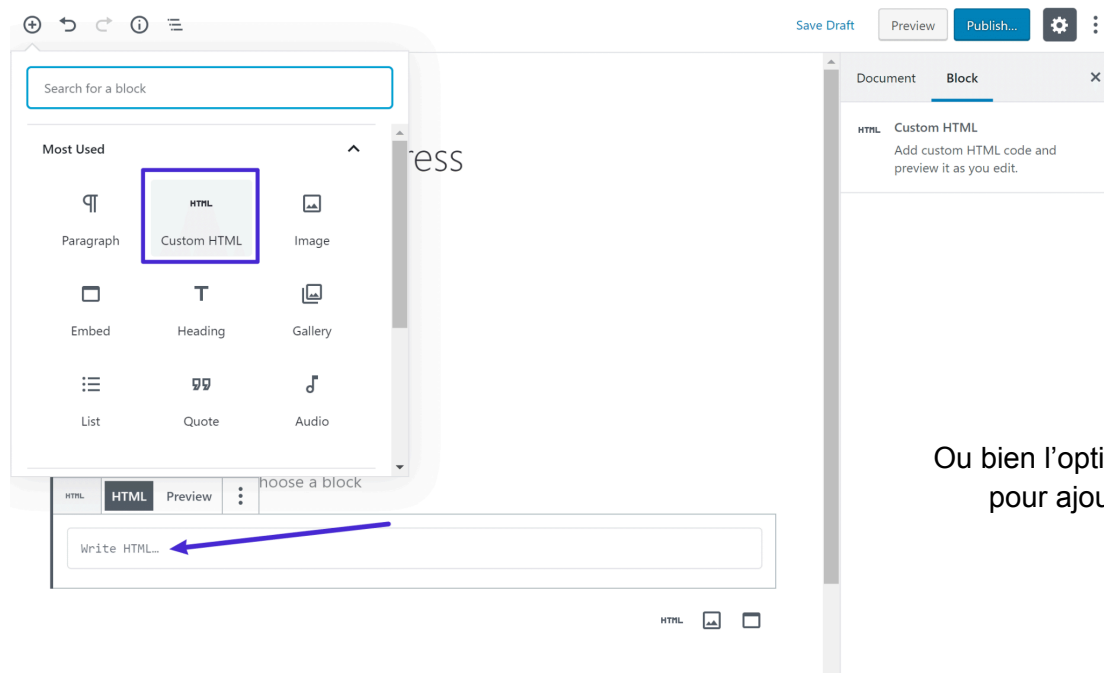 Save Draft
Preview
Publish...
Search for a block
Document
Block
Most Used
HTML
Custom HTML
Add custom HTML code and
preview it as you edit.
HTML
Paragraph
Custom HTML
Image
T
Embed
Heading
Gallery
List
Quote
Audio
Ou bien l'opti
pour ajou
hoose a block
HTML
HTML
Preview
Write HTML...
HTML